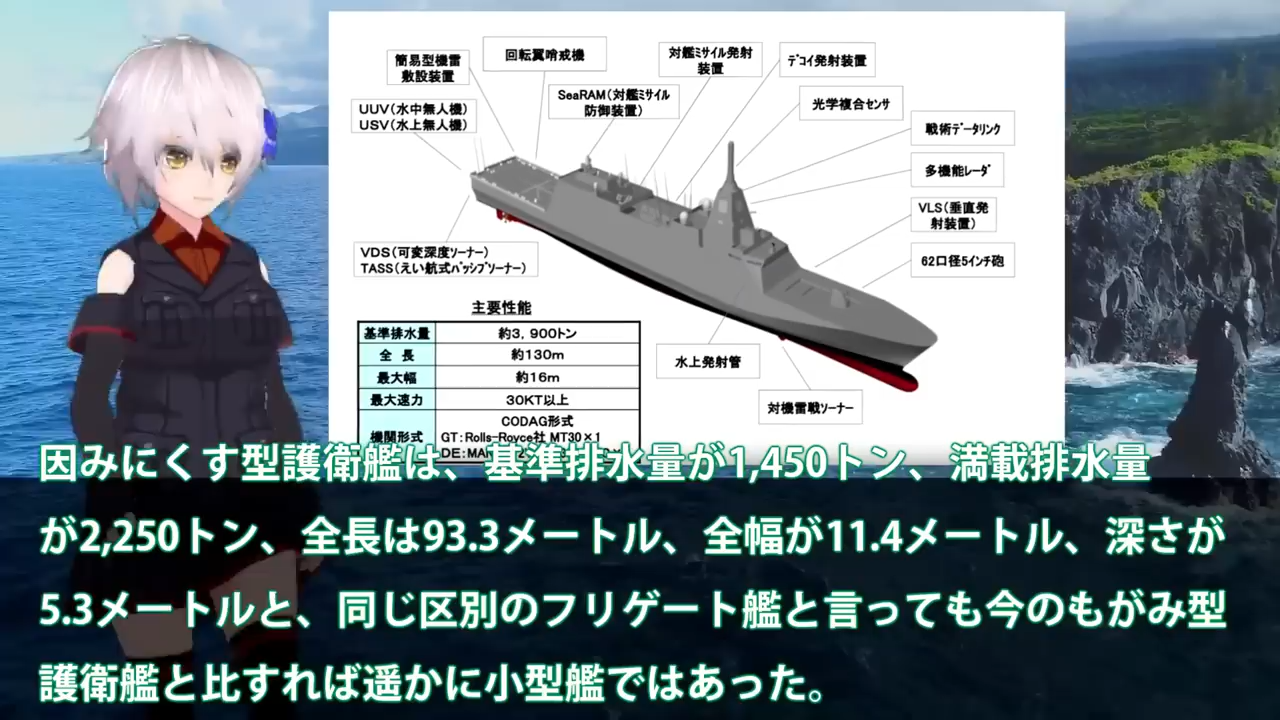 簡易型機雷
敷設装置
回転翼哨戒機
対艦ミサイル発射
装置
デコイ発射装置
UUV(水中無人機)
USV(水上無人機)
SeaRAM(対艦ミサイル
防御装置)
光学複合センサ
戦術データリンク
多機能レーダ
VLS(垂直発
射装置)
62口径5インチ砲
VDS(可変深度ソーナー)
TASS(えい航式パッシブソーナー)
水上発射管
対機雷戦ソーナー
主要性能
基準排水量 約3,900トン
全 長 約130m
最大幅 約16m
最大速力 30KT以上
機関形式 CODAG形式
GT:Rolls-Royce社 MT30×1
因みにくす型護衛艦は、基準排水量が1,450トン、満載排水量
が2,250トン、全長は93.3メートル、全幅が11.4メートル、深さが
5.3メートルと、同じ区別のフリゲート艦と言っても今のもがみ型
護衛艦と比すれば遥かに小型艦ではあった。